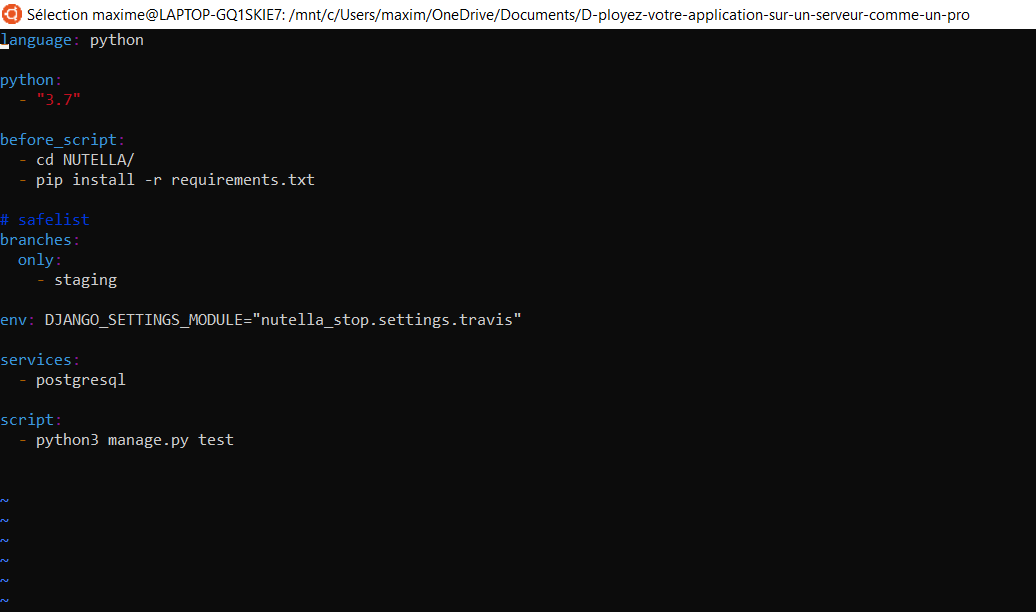 Sélection maxime@LAPTOP-GQ1SKIE7: /mnt/c/Users/maxim/OneDrive/Documents/D-ployez-votre-application-sur-un-serveur-comme-un-pro
language: python
python:
- "3.7"
before_script:
- cd NUTELLA/
- pip install -r requirements.txt
# safelist
branches:
only:
- staging
env: DJANGO_SETTINGS_MODULE="nutella_stop.settings.travis"
services:
- postgresql
script:
- python3 manage.py test
~
~
~
~
~
~